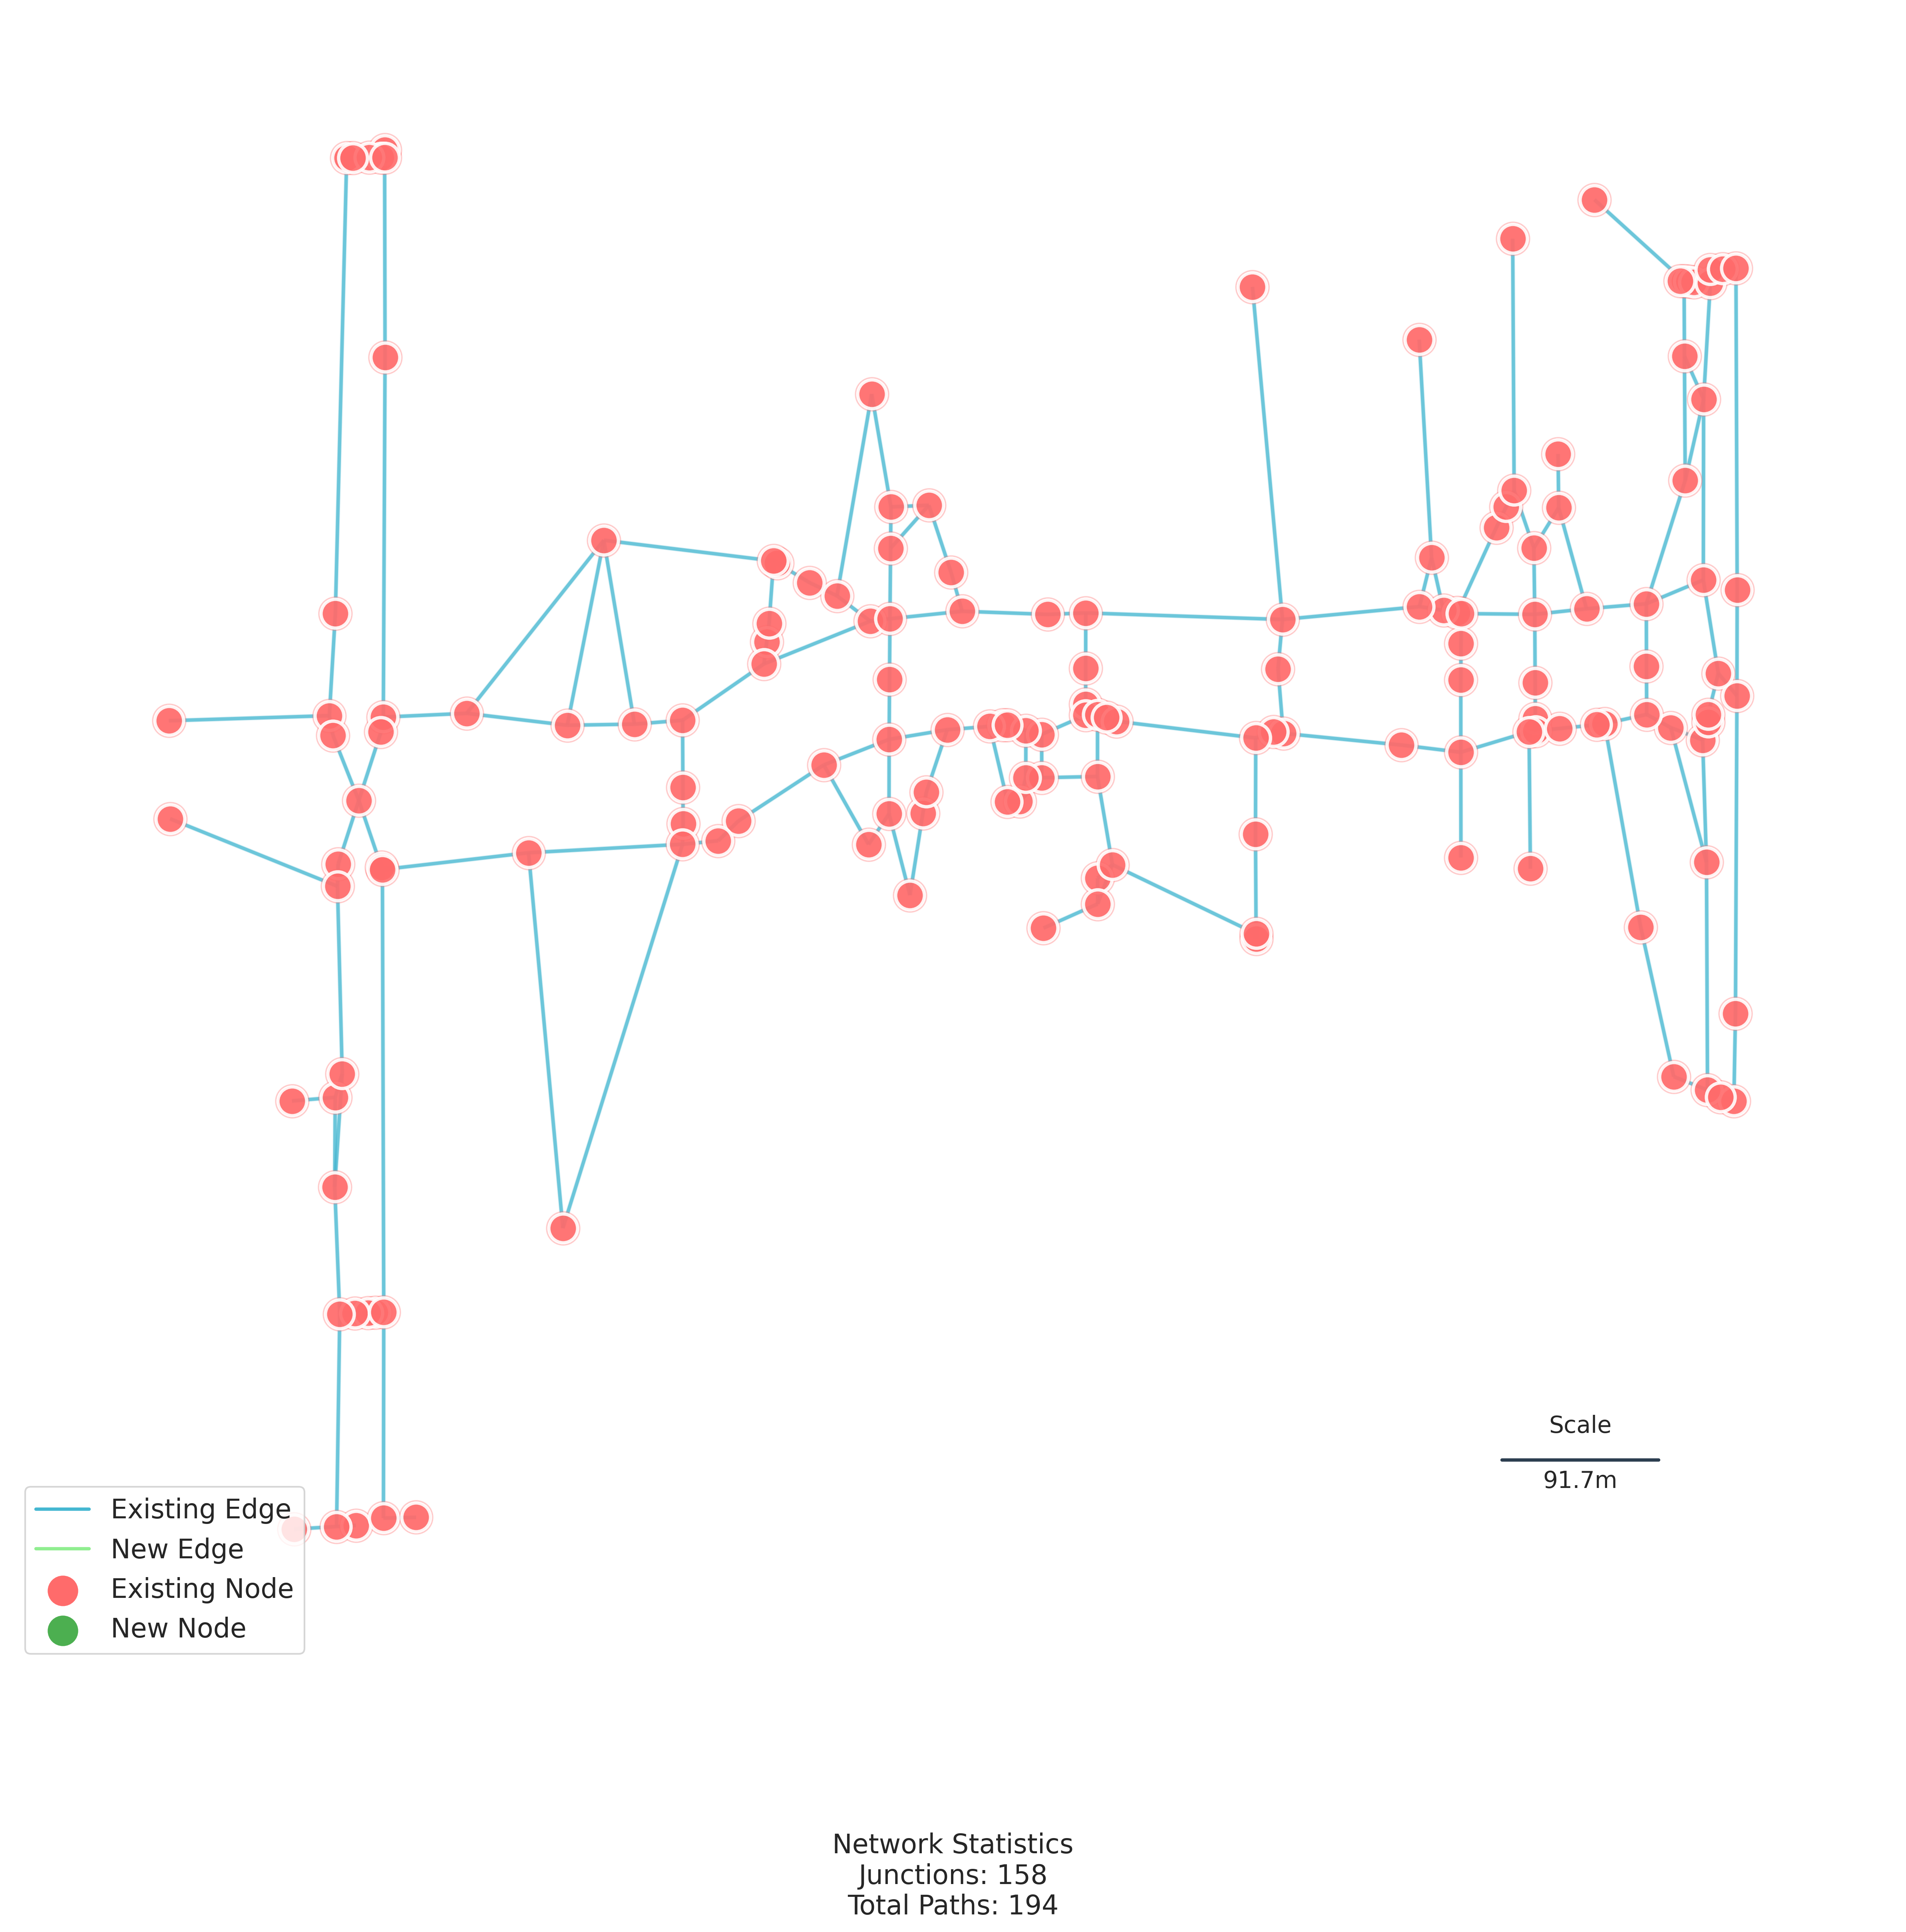 Scale
91.7m
Existing Edge
New Edge
Existing Node
New Node
Network Statistics
Junctions: 158
Total Paths: 194